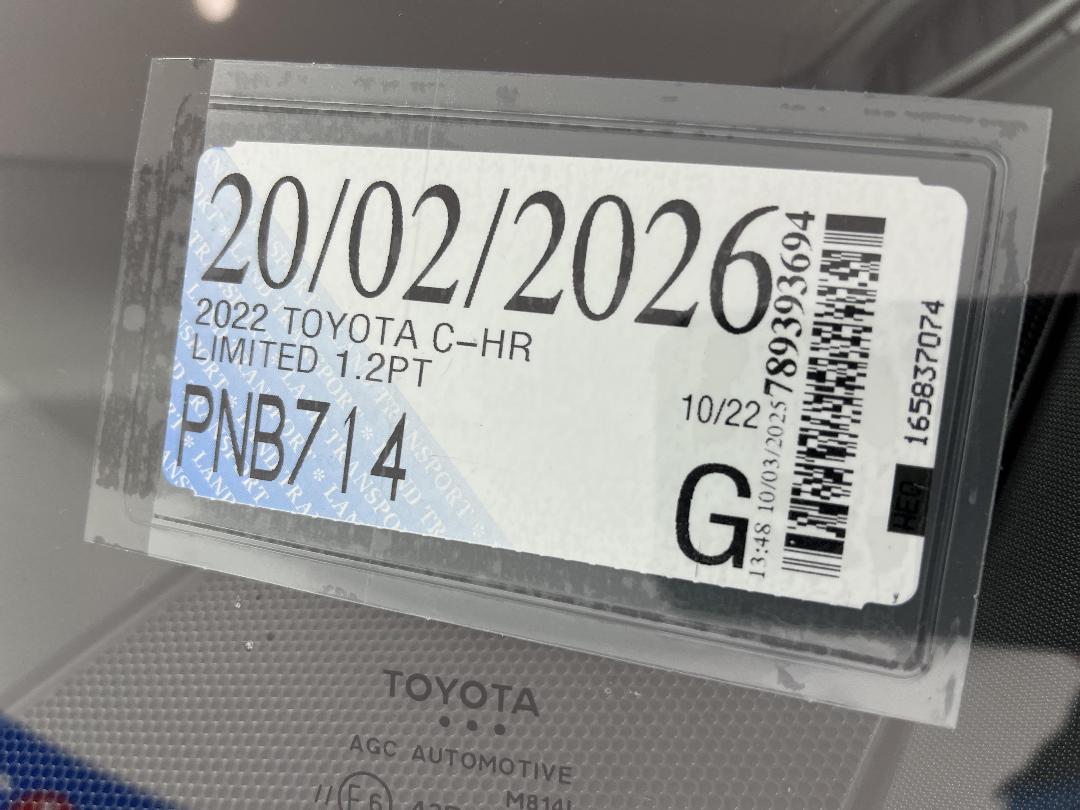 20/02/2026
2022 TOYOTA C-HR
LIMITED 1.2PT
PNB714
10/22
G
13:48 10/03/2025
789393694
165837074
HED
TOYOTA
AGC AUTOMOTIVE
M814L